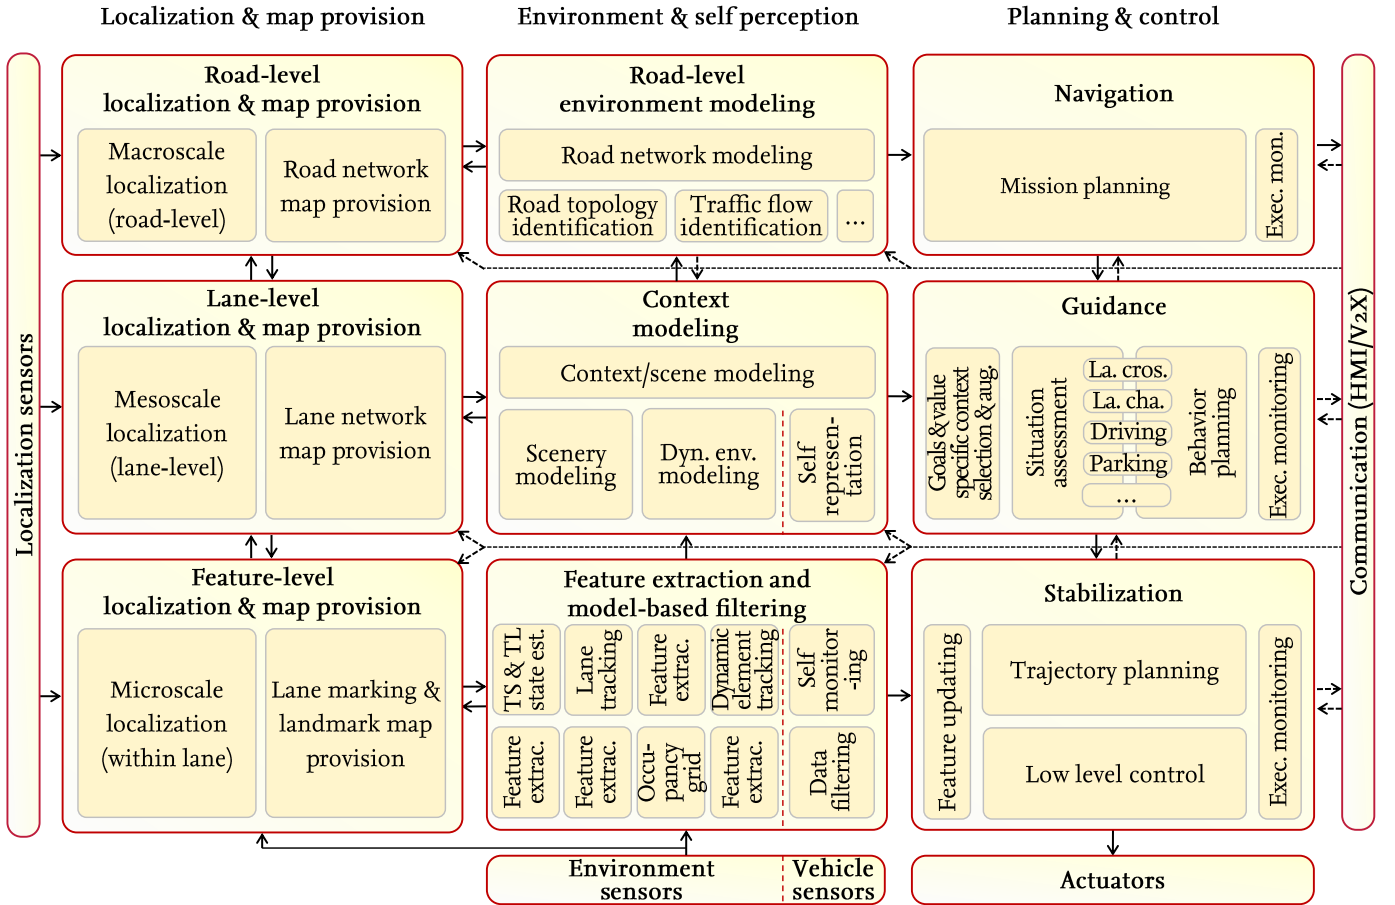 Localization & map provision
Environment & self perception
Planning & control
Localization sensors
Road-level
localization & map provision
Macroscale
localization
(road-level)
Road network
map provision
Road-level
environment modeling
Road network modeling
Road topology
identification
Traffic flow
identification
...
Navigation
Mission planning
Exec. mon.
Lane-level
localization & map provision
Mesoscale
localization
(lane-level)
Lane network
map provision
Context
modeling
Context/scene modeling
Scenery
modeling
Dyn. env.
modeling
Self
represen-
tation
Guidance
Goals & value
specific context
selection & aug.
Situation
assessment
La. cros.
La. cha.
Driving
Parking
...
Behavior
planning
Exec. monitoring
Feature-level
localization & map provision
Microscale
localization
(within lane)
Lane marking &
landmark map
provision
Feature extraction and
model-based filtering
TS & TL
state est.
Lane
tracking
Feature
extrac.
Dynamic
element
tracking
Self
monitor
-ing
Feature
extrac.
Feature
extrac.
Occu-
pancy
grid
Feature
extrac.
Data
filtering
Stabilization
Feature updating
Trajectory planning
Low level control
Exec. monitoring
Communication (HMI/V2X)
Environment
sensors
Vehicle
sensors
Actuators